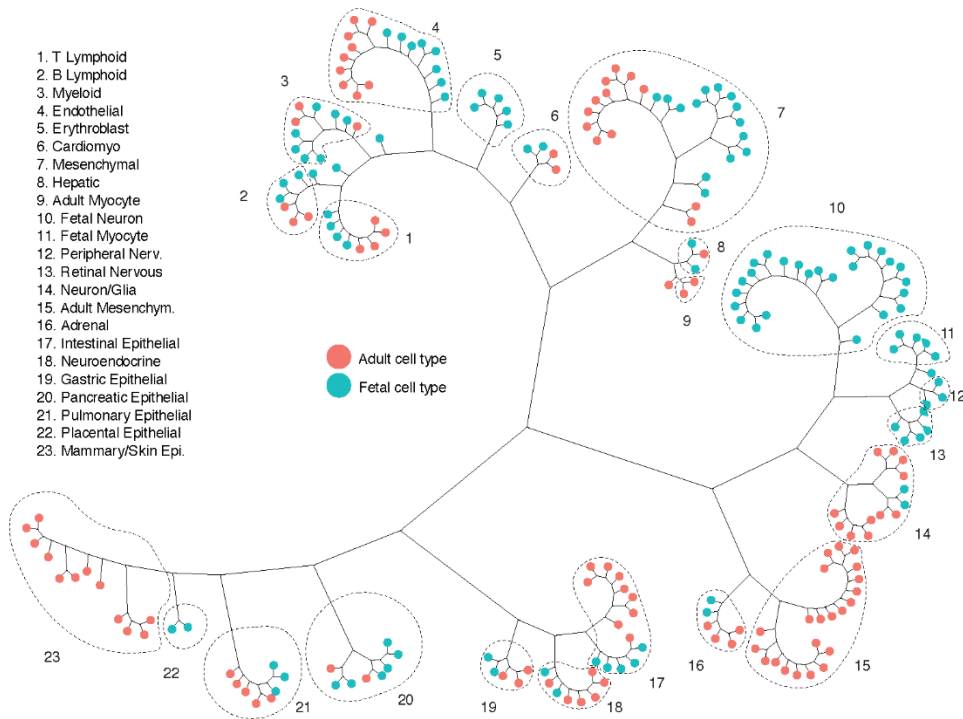 1. T Lymphoid
2. B Lymphoid
3. Myeloid
4. Endothelial
5. Erythroblast
6. Cardiomyo
7. Mesenchymal
8. Hepatic
9. Adult Myocyte
10. Fetal Neuron
11. Fetal Myocyte
12. Peripheral Nerv.
13. Retinal Nervous
14. Neuron/Glia
15. Adult Mesenchym.
16. Adrenal
17. Intestinal Epithelial
18. Neuroendocrine
19. Gastric Epithelial
20. Pancreatic Epithelial
21. Pulmonary Epithelial
22. Placental Epithelial
23. Mammary/Skin Epi.
Adult cell type
Fetal cell type
4
5
3
6
7
2
1
8
9
10
11
12
13
14
15
16
17
18
19
20
21
22
23